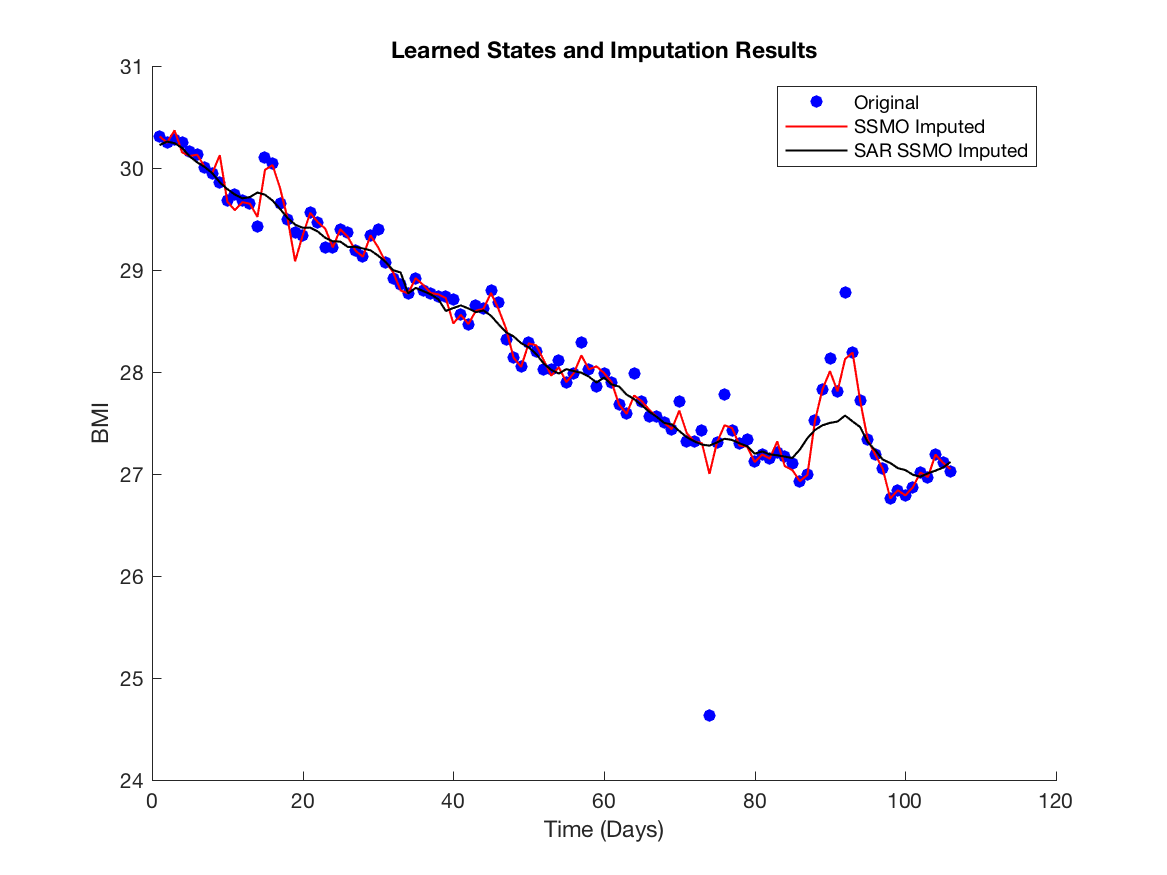 Learned States and Imputation Results
31
30
29
28
27
26
25
24
BMI
Original
SSMO Imputed
SAR SSMO Imputed
0 20 40 60 80 100 120
Time (Days)